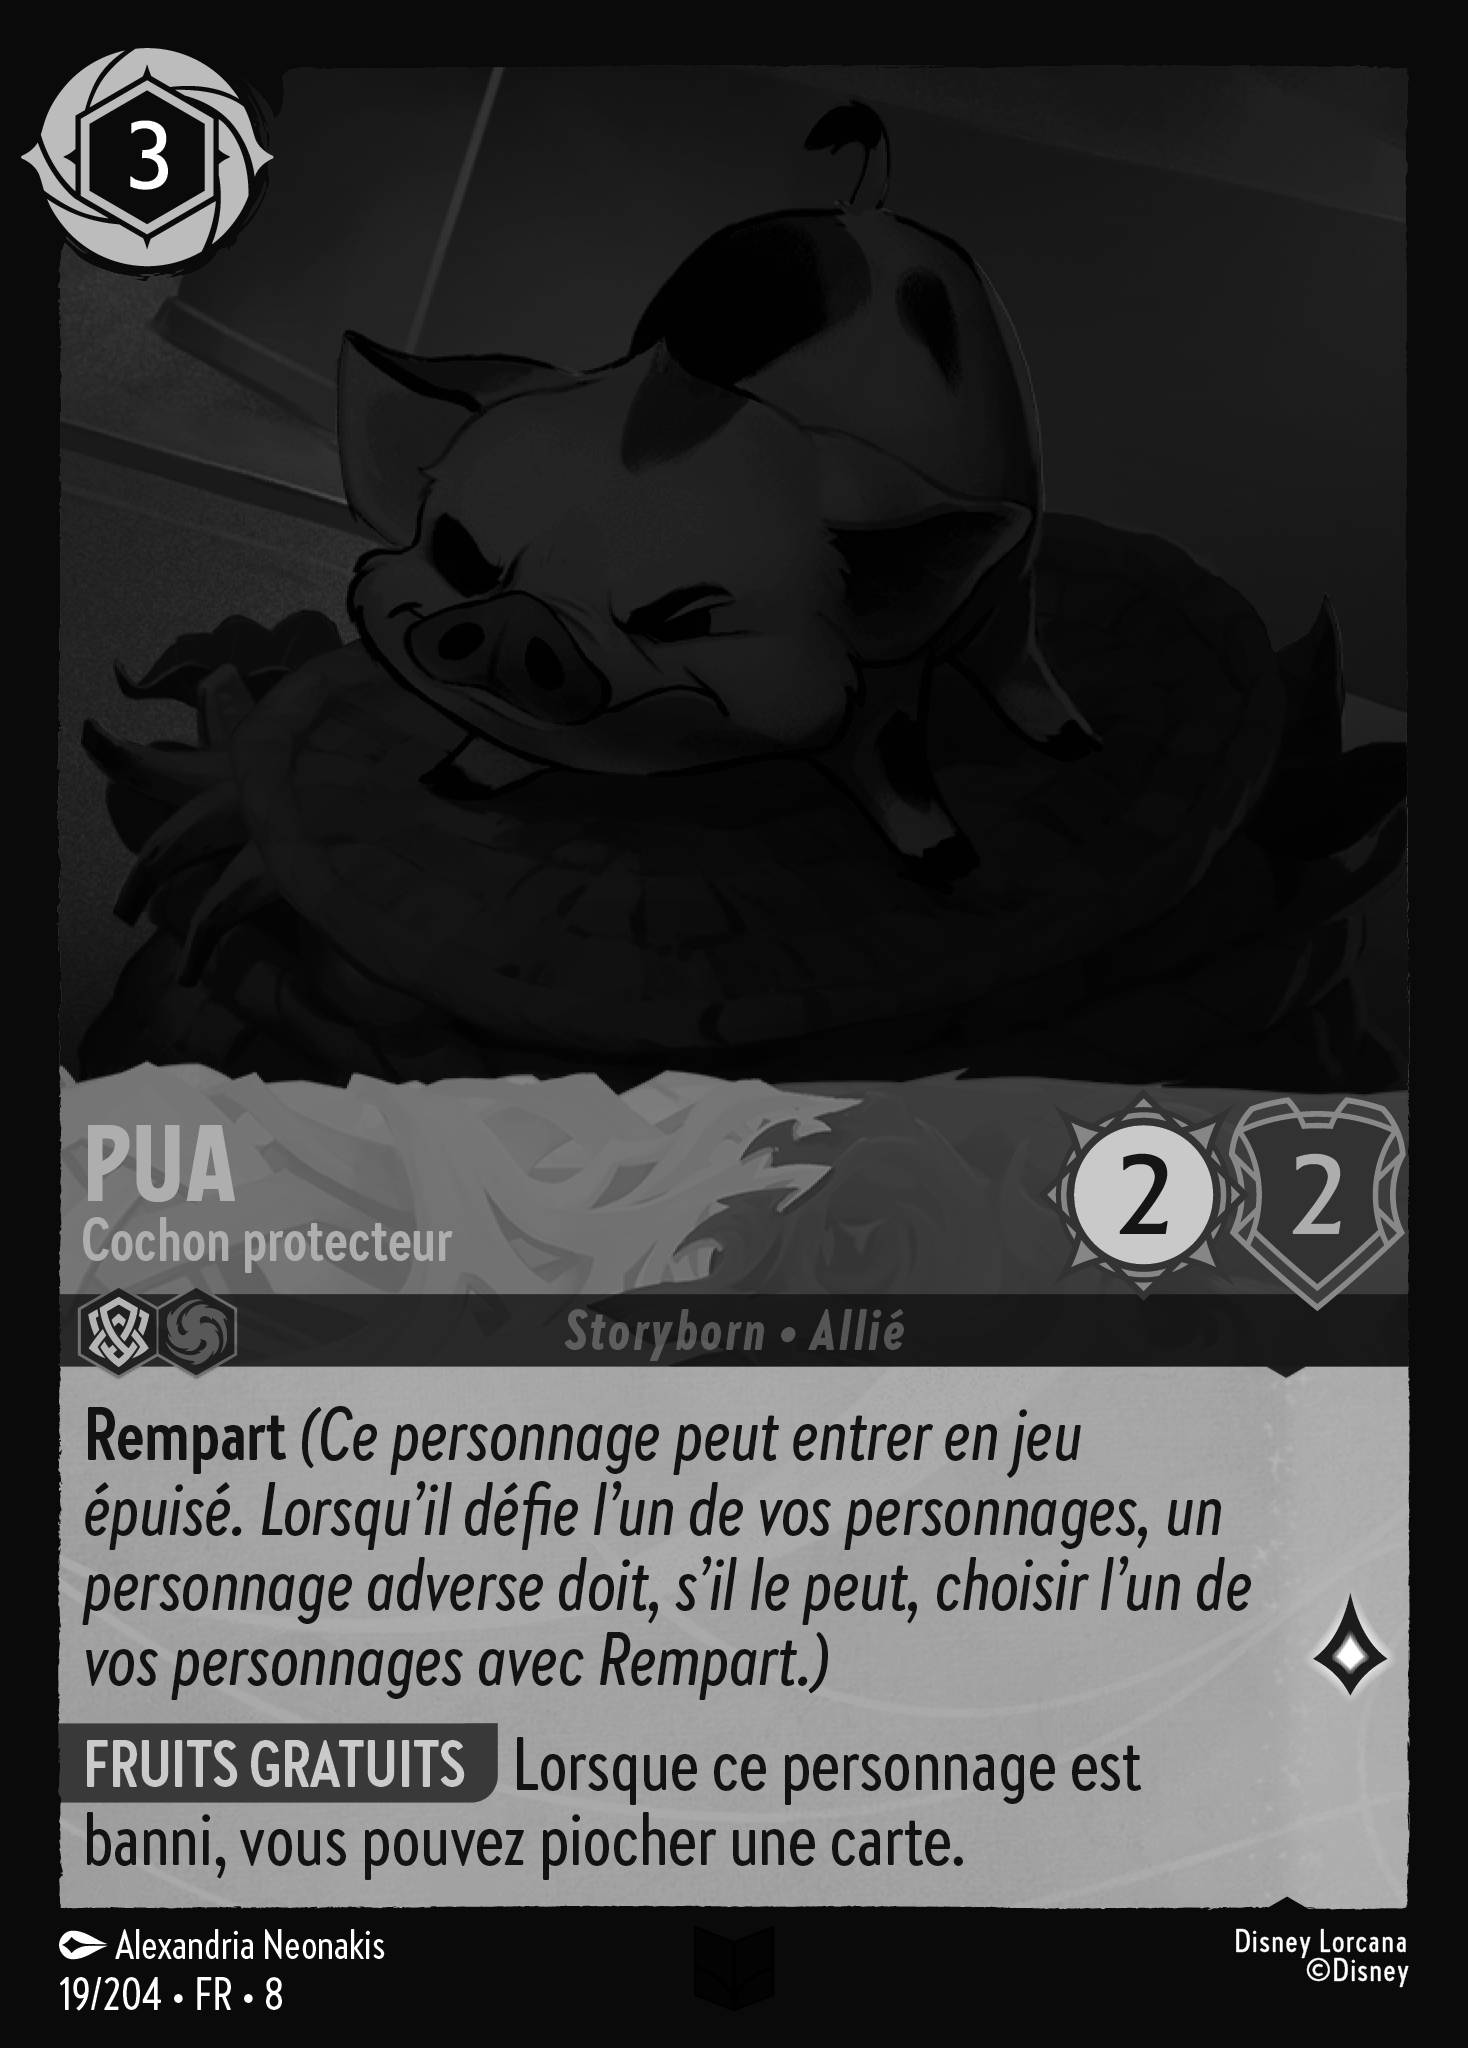 3
PUA
Cochon protecteur
2 2
Storyborn • Allié
Rempart (Ce personnage peut entrer en jeu
épuisé. Lorsqu’il défie l’un de vos personnages, un
personnage adverse doit, s’il le peut, choisir l’un de
vos personnages avec Rempart.)
FRUITS GRATUITS Lorsque ce personnage est
banni, vous pouvez piocher une carte.
Alexandria Neonakis
Disney Lorcana
19/204 • FR • 8
©Disney